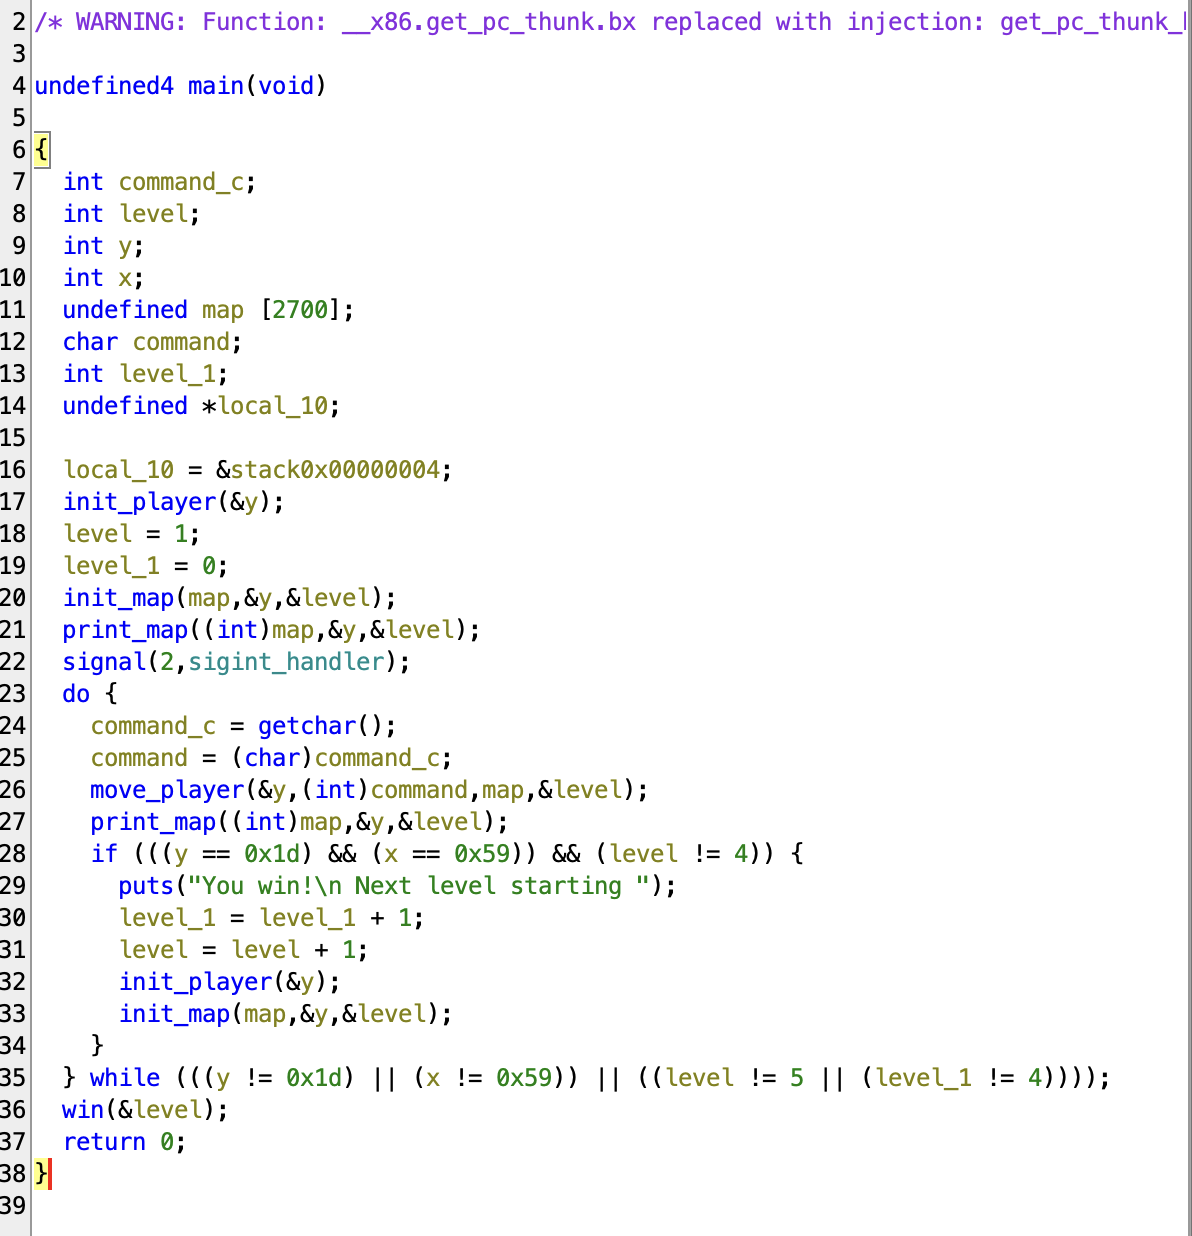 2 /* WARNING: Function: __x86.get_pc_thunk.bx replaced with injection: get_pc_thunk_
3
4 undefined4 main(void)
5
6 {
7   int command_c;
8   int level;
9   int y;
10   int x;
11   undefined map [2700];
12   char command;
13   int level_1;
14   undefined *local_10;
15
16   local_10 = &stack0x00000004;
17   init_player(&y);
18   level = 1;
19   level_1 = 0;
20   init_map(map,&y,&level);
21   print_map((int)map,&y,&level);
22   signal(2,sigint_handler);
23   do {
24     command_c = getchar();
25     command = (char)command_c;
26     move_player(&y,(int)command,map,&level);
27     print_map((int)map,&y,&level);
28     if (((y == 0x1d) && (x == 0x59)) && (level != 4)) {
29       puts("You win!\n Next level starting ");
30       level_1 = level_1 + 1;
31       level = level + 1;
32       init_player(&y);
33       init_map(map,&y,&level);
34     }
35   } while (((y != 0x1d) || (x != 0x59)) || ((level != 5 || (level_1 != 4))));
36   win(&level);
37   return 0;
38 }
39